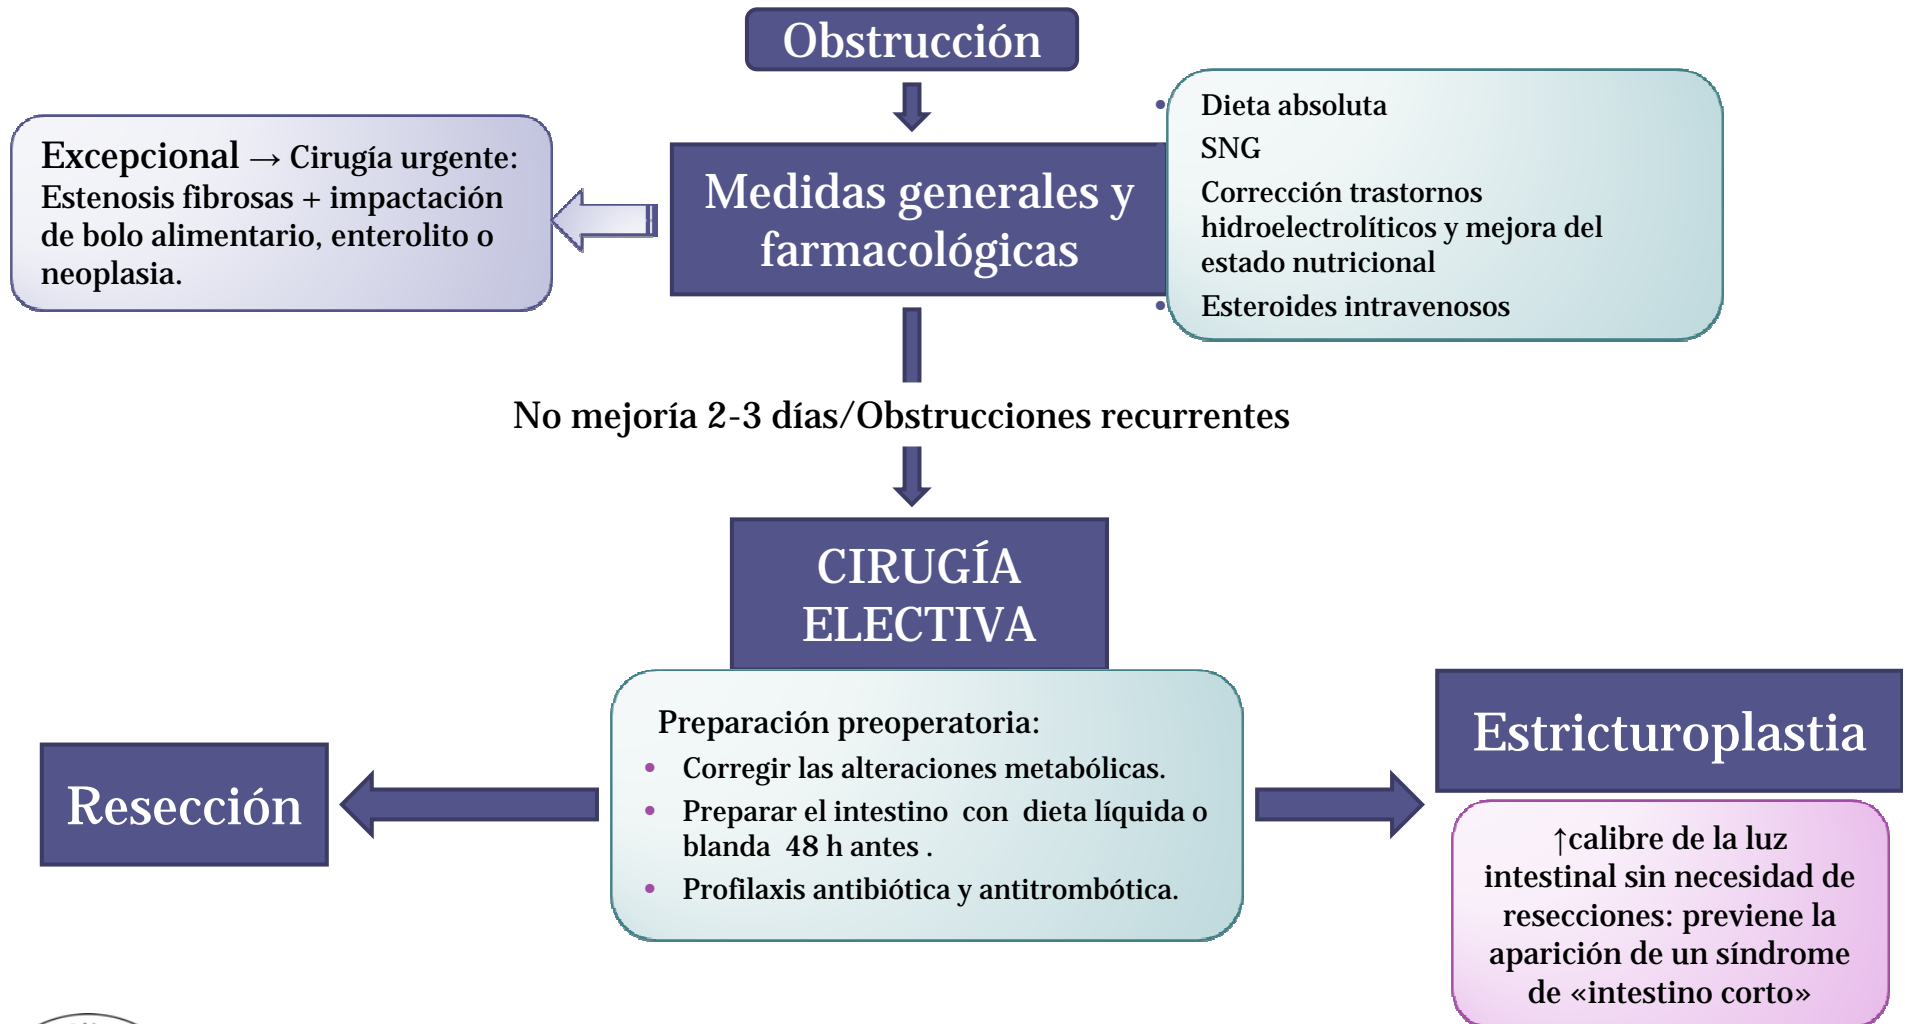 Obstrucción
Excepcional → Cirugía urgente:
Estenosis fibrosas + impactación
de bolo alimentario, enterolito o
neoplasia.
Medidas generales y
farmacológicas
• Dieta absoluta
SNG
Corrección trastornos
hidroelectrolíticos y mejora del
estado nutricional
• Esteroides intravenosos
No mejoría 2-3 días/Obstrucciones recurrentes
CIRUGÍA
ELECTIVA
Preparación preoperatoria:
• Corregir las alteraciones metabólicas.
• Preparar el intestino con dieta líquida o
blanda 48 h antes .
• Profilaxis antibiótica y antitrombótica.
Resección
Estricturoplastia
↑calibre de la luz
intestinal sin necesidad de
resecciones: previene la
aparición de un síndrome
de «intestino corto»